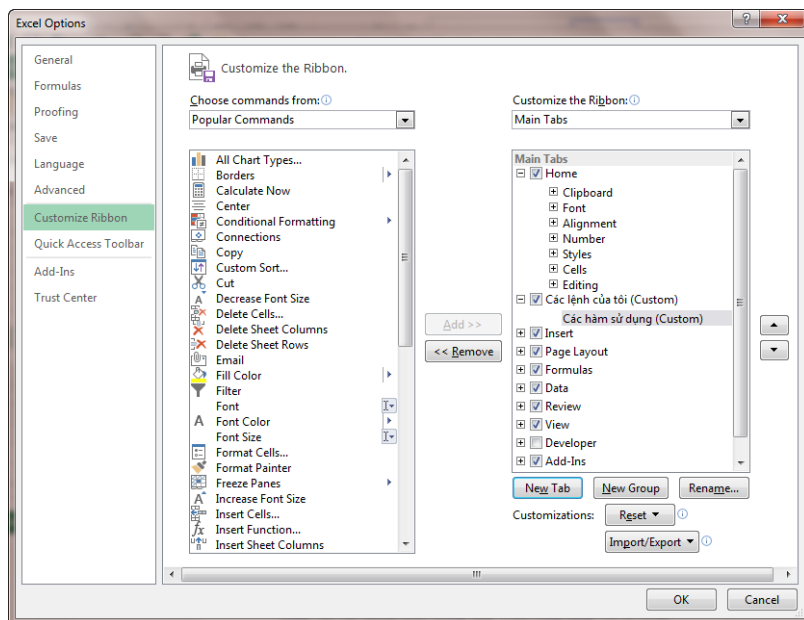 Excel Options
General
Formulas
Proofing
Save
Language
Advanced
Customize Ribbon
Quick Access Toolbar
Add-Ins
Trust Center
Customize the Ribbon.
Choose commands from:
Popular Commands
All Chart Types...
Borders
Calculate Now
Center
Conditional Formatting
Connections
Copy
Custom Sort...
Cut
Decrease Font Size
Delete Cells...
Delete Sheet Columns
Delete Sheet Rows
Email
Fill Color
Filter
Font
Font Color
Font Size
Format Cells...
Format Painter
Freeze Panes
Increase Font Size
Insert Cells...
Insert Function...
Insert Sheet Columns
Add >>
<< Remove
Customize the Ribbon:
Main Tabs
Main Tabs
Home
Clipboard
Font
Alignment
Number
Styles
Cells
Editing
Các lệnh của tôi (Custom)
Các hàm sử dụng (Custom)
Insert
Page Layout
Formulas
Data
Review
View
Developer
Add-Ins
New Tab
New Group
Rename...
Customizations:
Reset
Import/Export
OK
Cancel